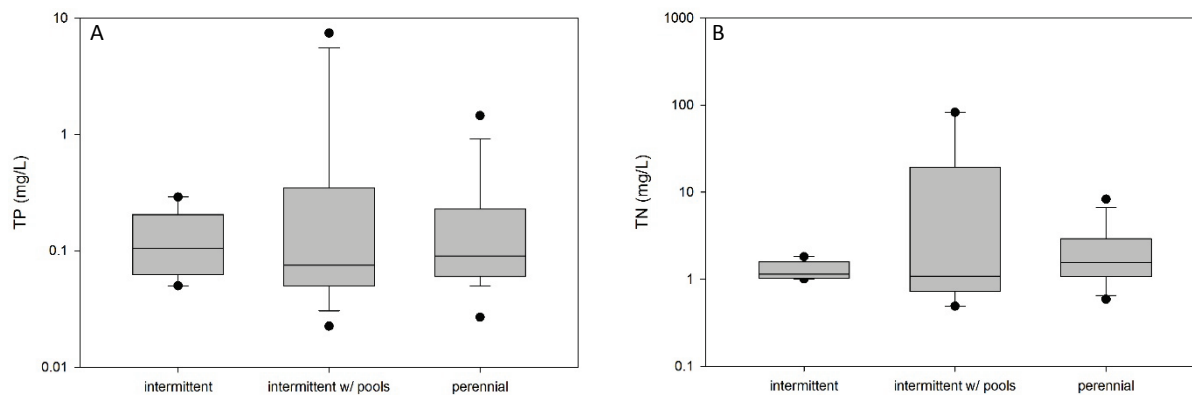 A
10
1
0.1
0.01
TP (mg/L)
intermittent
intermittent w/ pools
perennial
B
1000
100
10
1
0.1
TN (mg/L)
intermittent
intermittent w/ pools
perennial